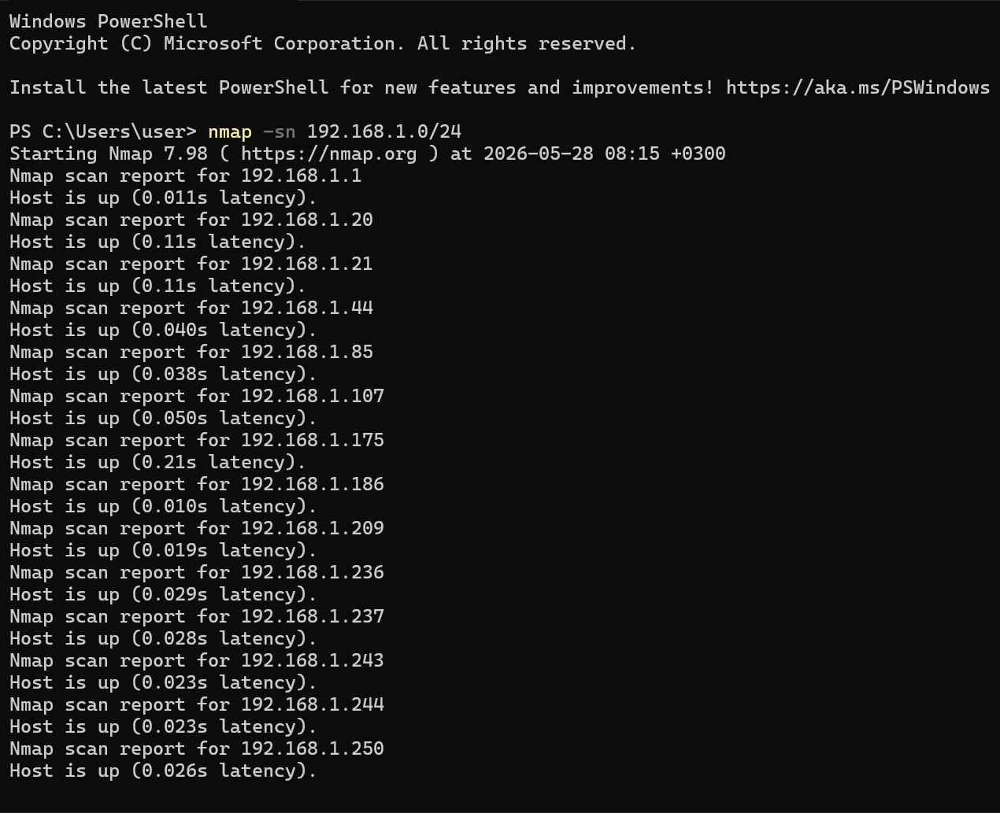 Windows PowerShell
Copyright (C) Microsoft Corporation. All rights reserved.
Install the latest PowerShell for new features and improvements! https://aka.ms/PSWindows
PS C:\Users\user> nmap -sn 192.168.1.0/24
Starting Nmap 7.98 ( https://nmap.org ) at 2026-05-28 08:15 +0300
Nmap scan report for 192.168.1.1
Host is up (0.011s latency).
Nmap scan report for 192.168.1.20
Host is up (0.11s latency).
Nmap scan report for 192.168.1.21
Host is up (0.11s latency).
Nmap scan report for 192.168.1.44
Host is up (0.040s latency).
Nmap scan report for 192.168.1.85
Host is up (0.038s latency).
Nmap scan report for 192.168.1.107
Host is up (0.050s latency).
Nmap scan report for 192.168.1.175
Host is up (0.21s latency).
Nmap scan report for 192.168.1.186
Host is up (0.010s latency).
Nmap scan report for 192.168.1.209
Host is up (0.019s latency).
Nmap scan report for 192.168.1.236
Host is up (0.029s latency).
Nmap scan report for 192.168.1.237
Host is up (0.028s latency).
Nmap scan report for 192.168.1.243
Host is up (0.023s latency).
Nmap scan report for 192.168.1.244
Host is up (0.023s latency).
Nmap scan report for 192.168.1.250
Host is up (0.026s latency).